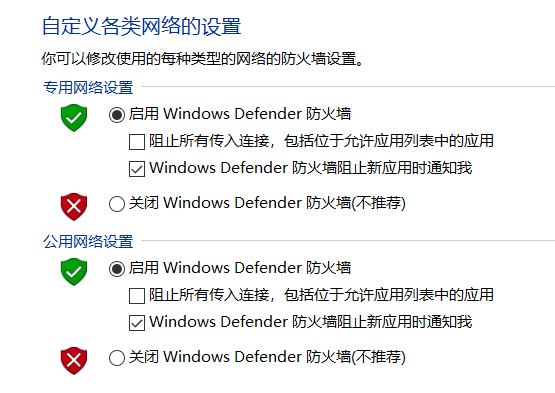 自定义各类网络的设置
你可以修改使用的每种类型的网络的防火墙设置。
专用网络设置
启用 Windows Defender 防火墙
阻止所有传入连接，包括位于允许应用列表中的应用
Windows Defender 防火墙阻止新应用时通知我
关闭 Windows Defender 防火墙(不推荐)
公用网络设置
启用 Windows Defender 防火墙
阻止所有传入连接，包括位于允许应用列表中的应用
Windows Defender 防火墙阻止新应用时通知我
关闭 Windows Defender 防火墙(不推荐)